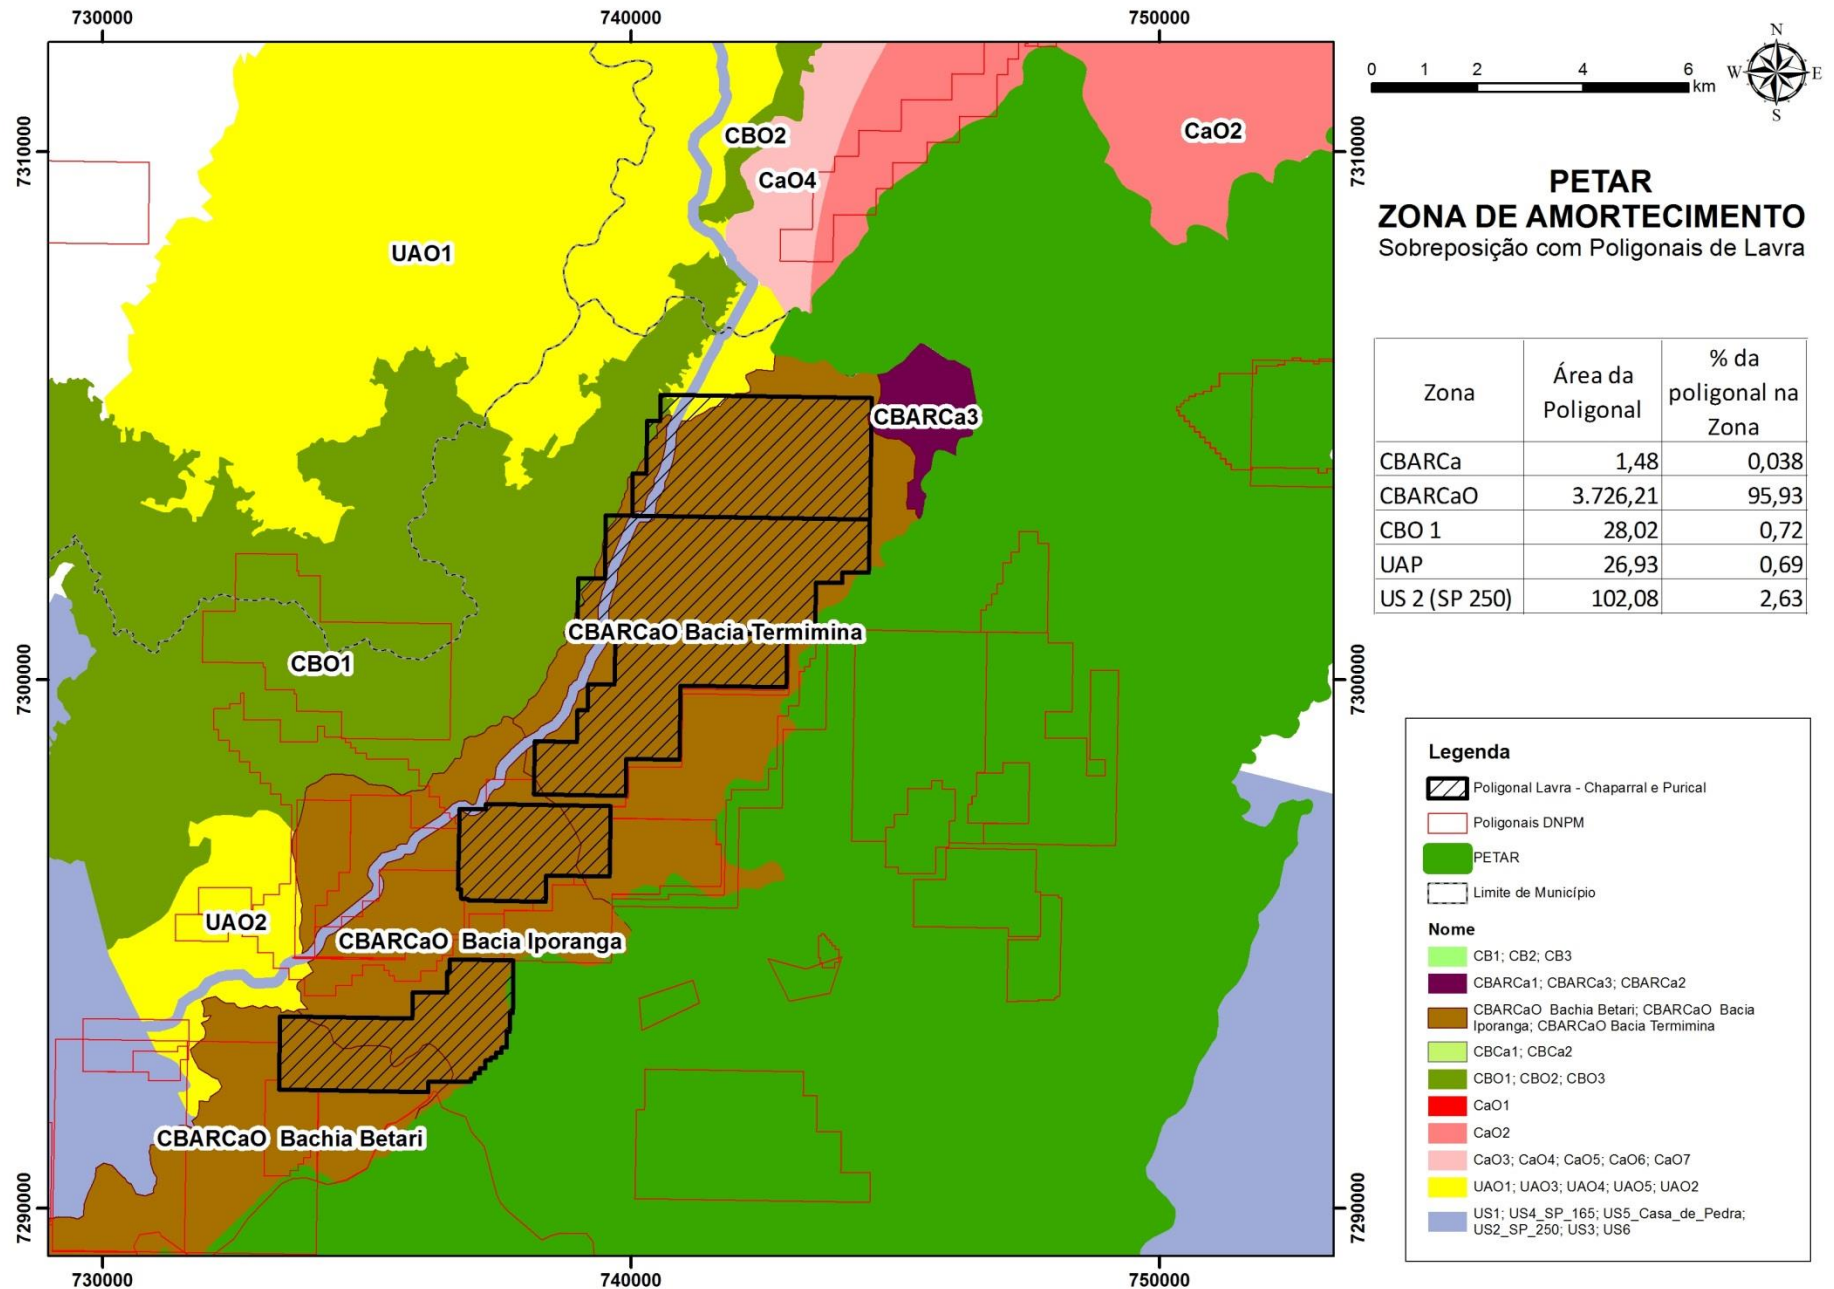 730000
740000
750000
0
1
2
4
6
km
N
W
E
S
7310000
7310000
CBO2
CaO2
CaO4
UAO1
PETAR
ZONA DE AMORTECIMENTO
Sobreposição com Poligonais de Lavra
Zona
Área da
Poligonal
% da
poligonal na
Zona
CBARCa 1,48 0,038
CBARCaO 3.726,21 95,93
CBO 1 28,02 0,72
UAP 26,93 0,69
US 2 (SP 250) 102,08 2,63
CBARCa3
CBARCaO Bacia Termimina
CBO1
7300000
7300000
UAO2
CBARCaO Bacia Iporanga
CBARCaO Bachia Betari
7290000
7290000
Legenda
Poligonal Lavra - Chaparral e Purical
Poligonais DNPM
PETAR
Limite de Município
Nome
CB1; CB2; CB3
CBARCa1; CBARCa3; CBARCa2
CBARCaO Bachia Betari; CBARCaO Bacia
Iporanga; CBARCaO Bacia Termimina
CBCa1; CBCa2
CBO1; CBO2; CBO3
CaO1
CaO2
CaO3; CaO4; CaO5; CaO6; CaO7
UAO1; UAO3; UAO4; UAO5; UAO2
US1; US4_SP_165; US5_Casa_de_Pedra;
US2_SP_250; US3; US6
730000
740000
750000